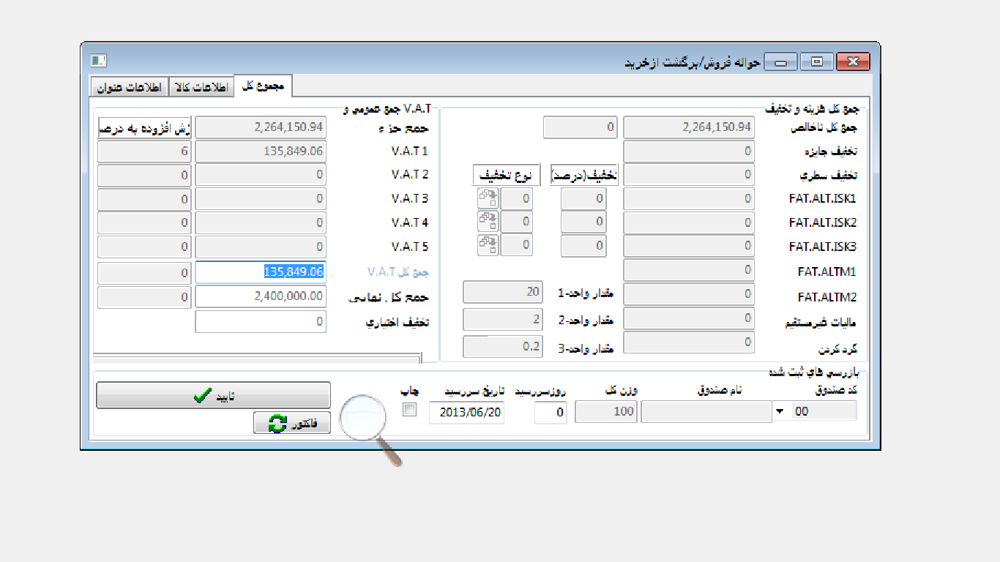 حواله فروش/برگشت ازخرید
مجموع کل
اطلاعات کالا
اطلاعات عنوان
جمع کل هزینه و تخفیف
جمع کل ناخالص 2,264,150.94 0
تخفیف جایزه 0
تخفیف سطري 0 تخفیف(درصد) نوع تخفیف
FAT.ALT.ISK1 0 0 0
FAT.ALT.ISK2 0 0 0
FAT.ALT.ISK3 0 0 0
FAT.ALTM1 0
FAT.ALTM2 0 مقدار واحد-1 20
مالیات غیرمستقیم 0 مقدار واحد-2 2
گرد کردن 0 مقدار واحد-3 0.2
V.A.T جمع عمومي و
جمع جزء 2,264,150.94 زش افزوده به درصد
V.A.T 1 135,849.06 6
V.A.T 2 0 0
V.A.T 3 0 0
V.A.T 4 0 0
V.A.T 5 0 0
جمع کل V.A.T 135,849.06 0
جمع کل نهایي 2,400,000.00 0
تخفیف اختیاري 0
بازرسي هاي ثبت شده
کد صندوق نام صندوق وزن کل روزسررسید تاریخ سررسید چاپ
00 100 0 2013/06/20
تایید
فاکتور